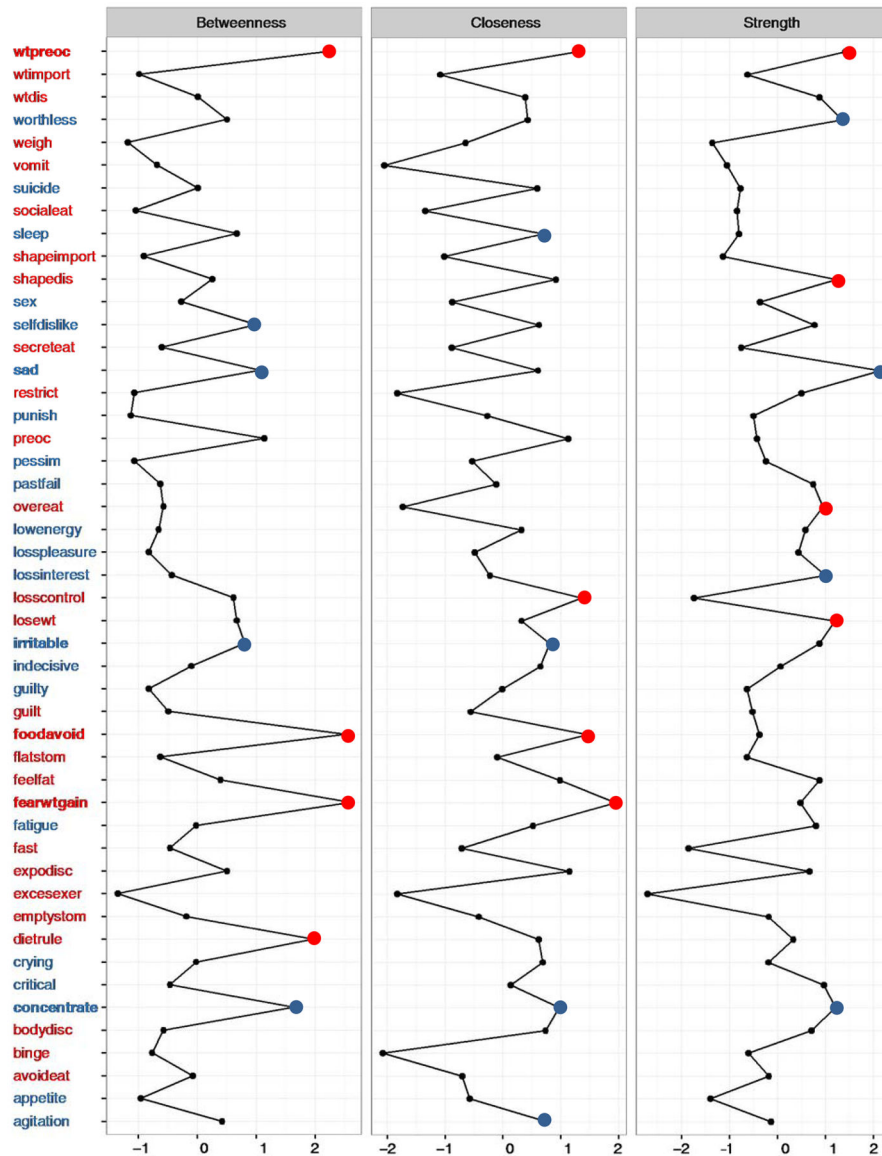 Betweenness Closeness Strength
wtpreoc
wtimport
wtdis
worthless
weigh
vomit
suicide
socialeat
sleep
shapeimport
shapedis
sex
selfdislike
secreteat
sad
restrict
punish
preoc
pessim
pastfail
overeat
lowenergy
losspleasure
lossinterest
losscontrol
losewt
irritable
indecisive
guilty
guilt
foodavoid
flatstom
feelfat
fearwtgain
fatigue
fast
expodisc
excesexer
emptystom
dietrule
crying
critical
concentrate
bodydisc
binge
avoideat
appetite
agitation
−1 0 1 2 −2 −1 0 1 2 −2 −1 0 1 2